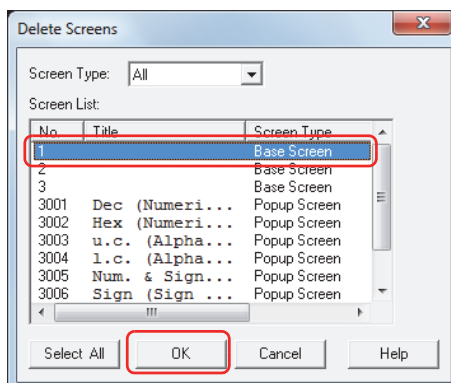 Delete Screens
Screen Type: All
Screen List:
No. Title Screen Type
1 Base Screen
2 Base Screen
3 Base Screen
3001 Dec (Numeri... Popup Screen
3002 Hex (Numeri... Popup Screen
3003 u.c. (Alpha... Popup Screen
3004 l.c. (Alpha... Popup Screen
3005 Num. & Sign... Popup Screen
3006 Sign (Sign ... Popup Screen
Select All OK Cancel Help